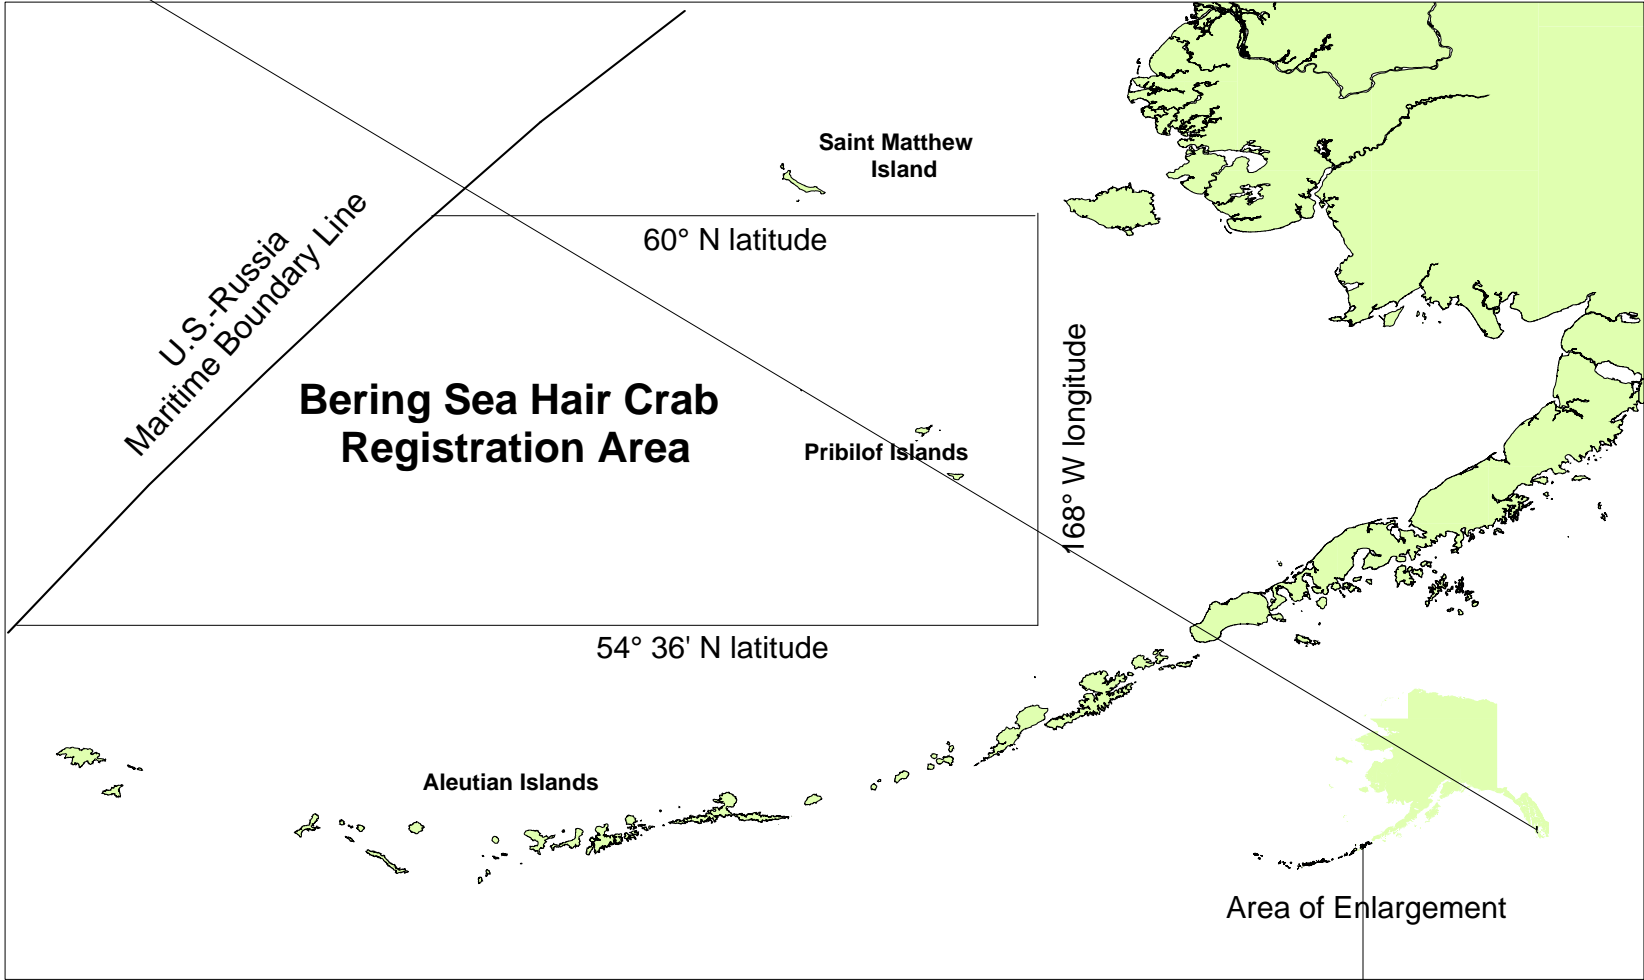 Saint Matthew
Island
60° N latitude
U.S.-Russia
Maritime Boundary Line
168° W longitude
Bering Sea Hair Crab
Registration Area
Pribilof Islands
54° 36' N latitude
Aleutian Islands
Area of Enlargement